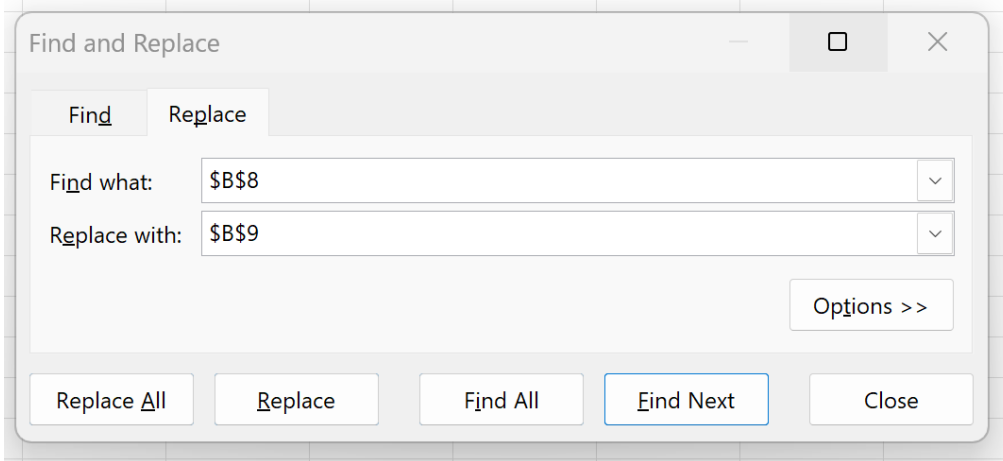 Find and Replace
Find Replace
Find what: $B$8
Replace with: $B$9
Options >>
Replace All Replace Find All Find Next Close